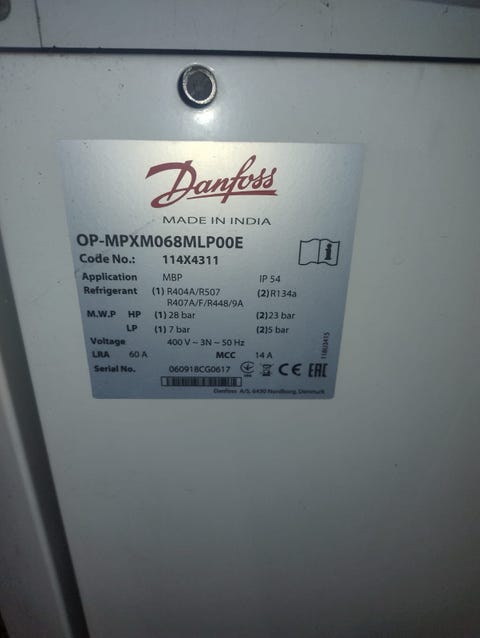 Danfoss
MADE IN INDIA
OP-MPXM068MLP00E
Code No.: 114X4311
Application MBP IP 54
Refrigerant (1) R404A/R507 (2)R134a
R407A/F/R448/9A
M.W.P HP (1) 28 bar (2)23 bar
LP (1) 7 bar (2)5 bar
Voltage 400 V ~ 3N ~ 50 Hz
LRA 60 A MCC 14 A
Serial No. 060918CG0617 CE EAC
Danfoss A/S, 6430 Nordborg, Denmark